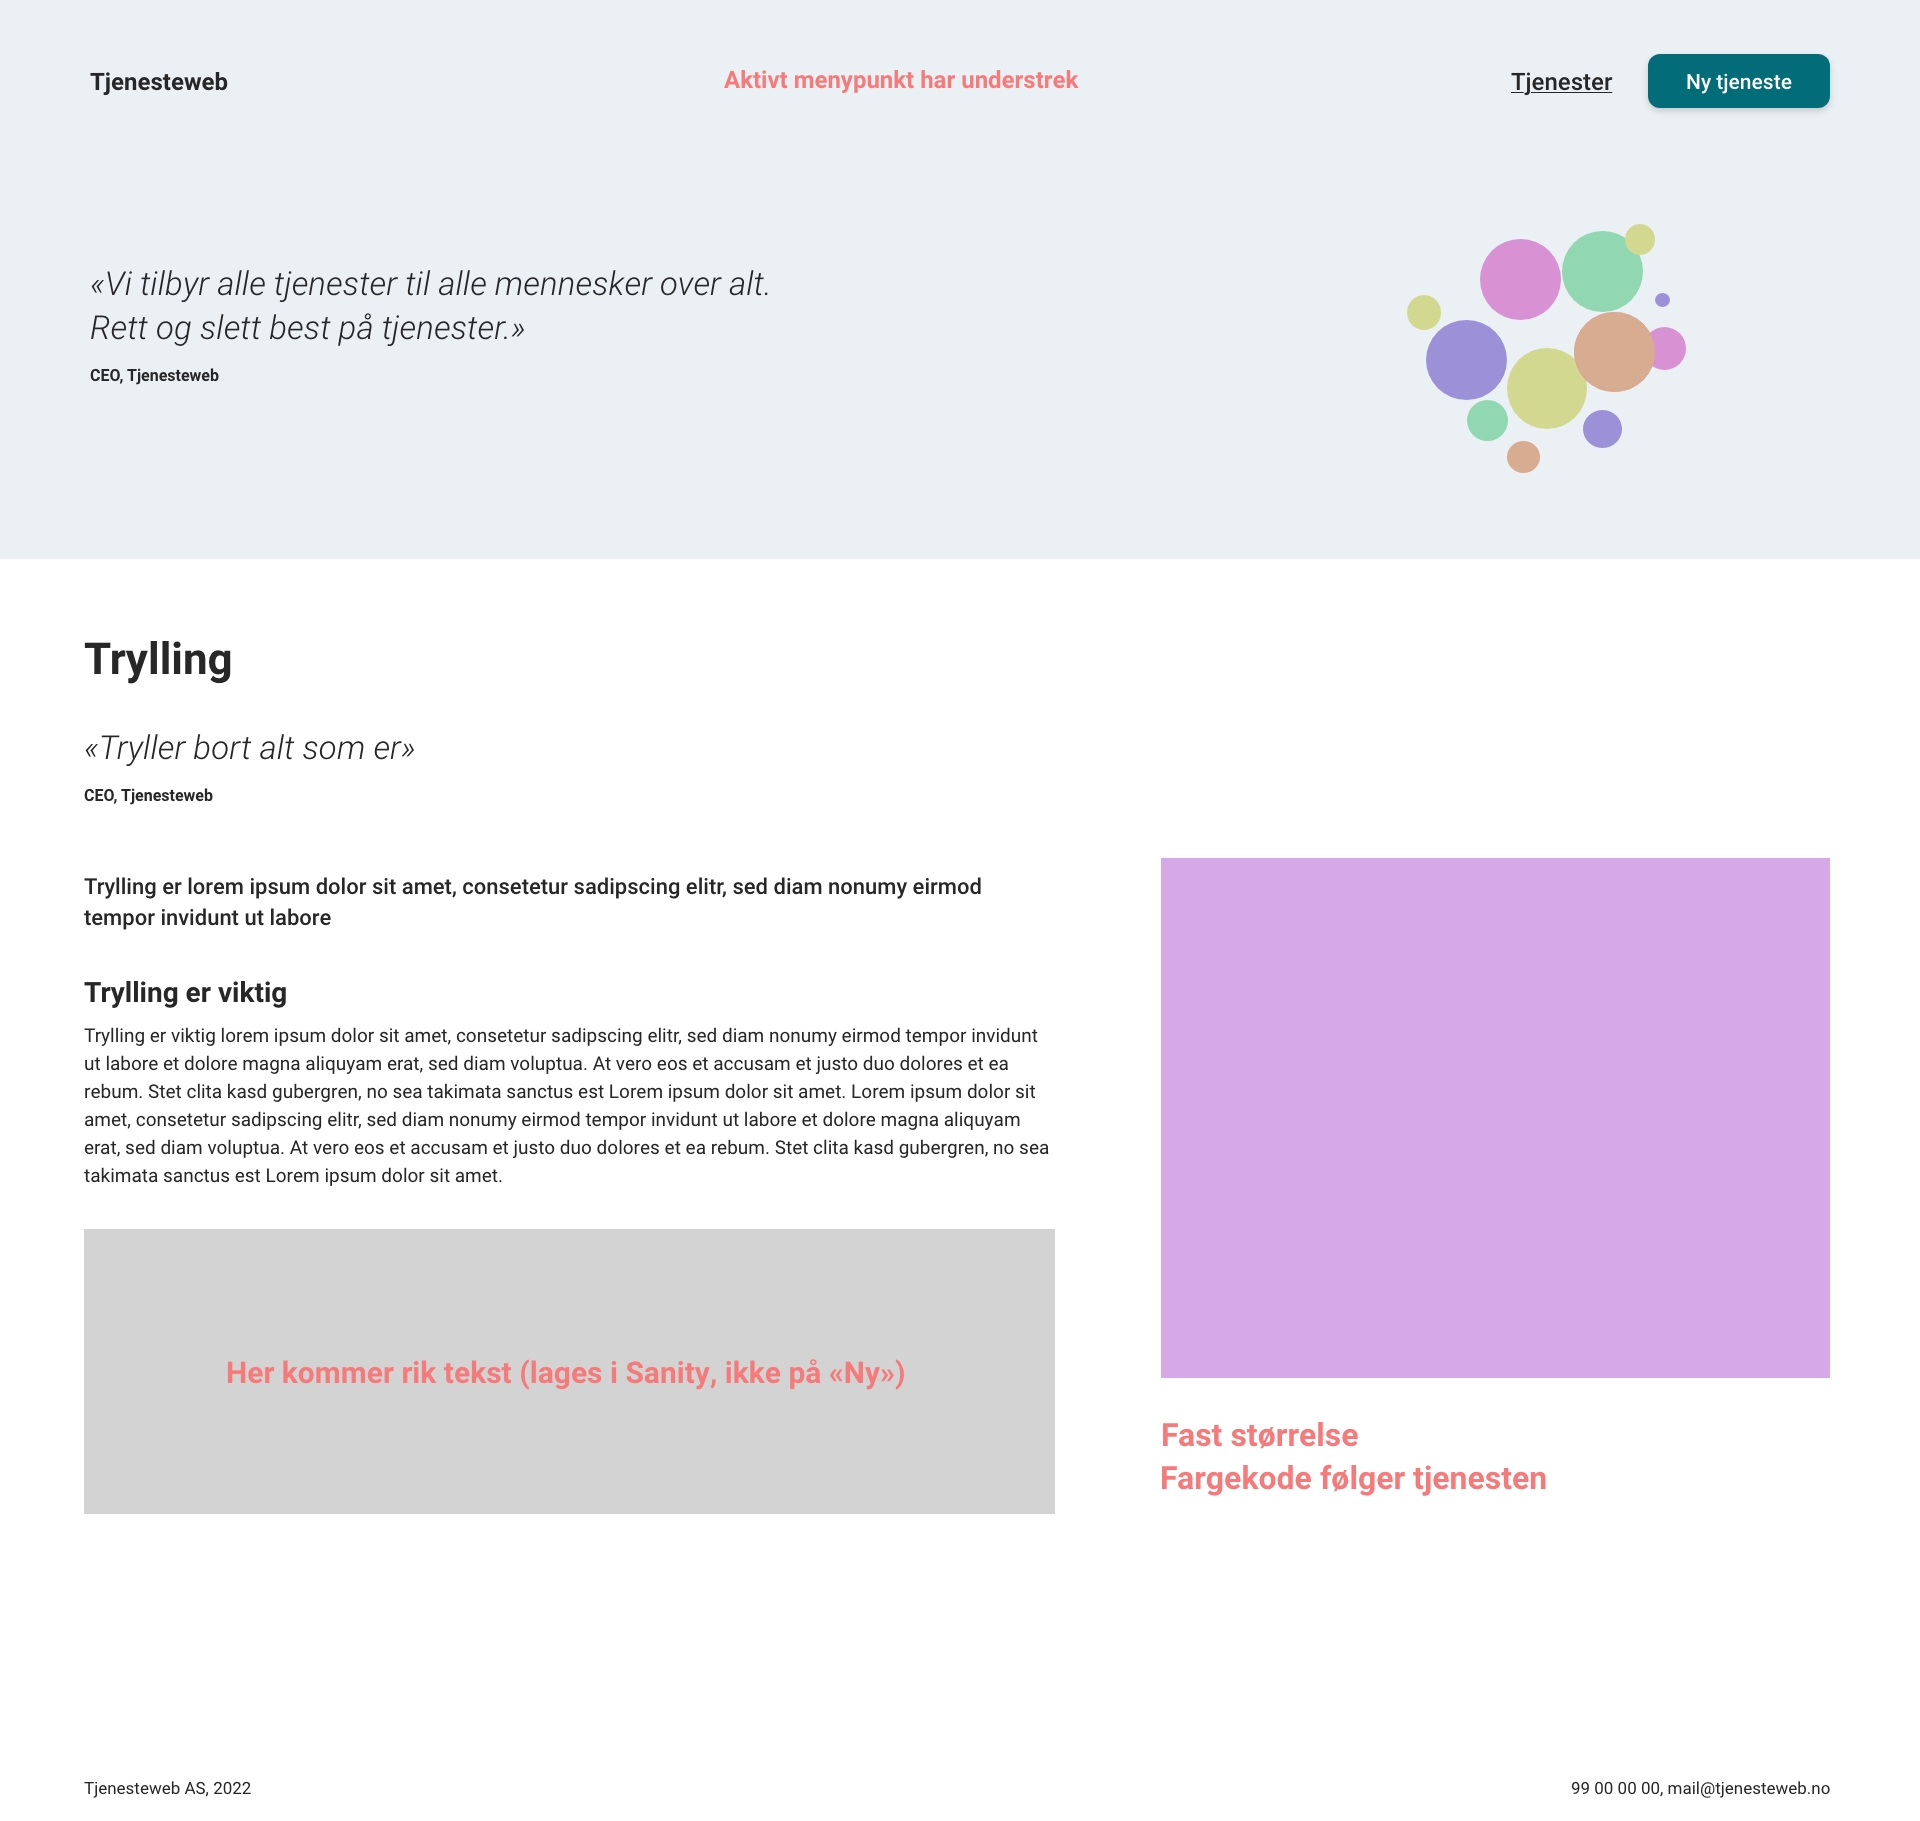 Tjenesteweb
Aktivt menypunkt har understrek
Tjenester
Ny tjeneste
«Vi tilbyr alle tjenester til alle mennesker over alt.
Rett og slett best på tjenester.»
CEO, Tjenesteweb
Trylling
«Tryller bort alt som er»
CEO, Tjenesteweb
Trylling er lorem ipsum dolor sit amet, consetetur sadipscing elitr, sed diam nonumy eirmod
tempor invidunt ut labore
Trylling er viktig
Trylling er viktig lorem ipsum dolor sit amet, consetetur sadipscing elitr, sed diam nonumy eirmod tempor invidunt
ut labore et dolore magna aliquyam erat, sed diam voluptua. At vero eos et accusam et justo duo dolores et ea
rebum. Stet clita kasd gubergren, no sea takimata sanctus est Lorem ipsum dolor sit amet. Lorem ipsum dolor sit
amet, consetetur sadipscing elitr, sed diam nonumy eirmod tempor invidunt ut labore et dolore magna aliquyam
erat, sed diam voluptua. At vero eos et accusam et justo duo dolores et ea rebum. Stet clita kasd gubergren, no sea
takimata sanctus est Lorem ipsum dolor sit amet.
Her kommer rik tekst (lages i Sanity, ikke på «Ny»)
Fast størrelse
Fargekode følger tjenesten
Tjenesteweb AS, 2022
99 00 00 00, mail@tjenesteweb.no